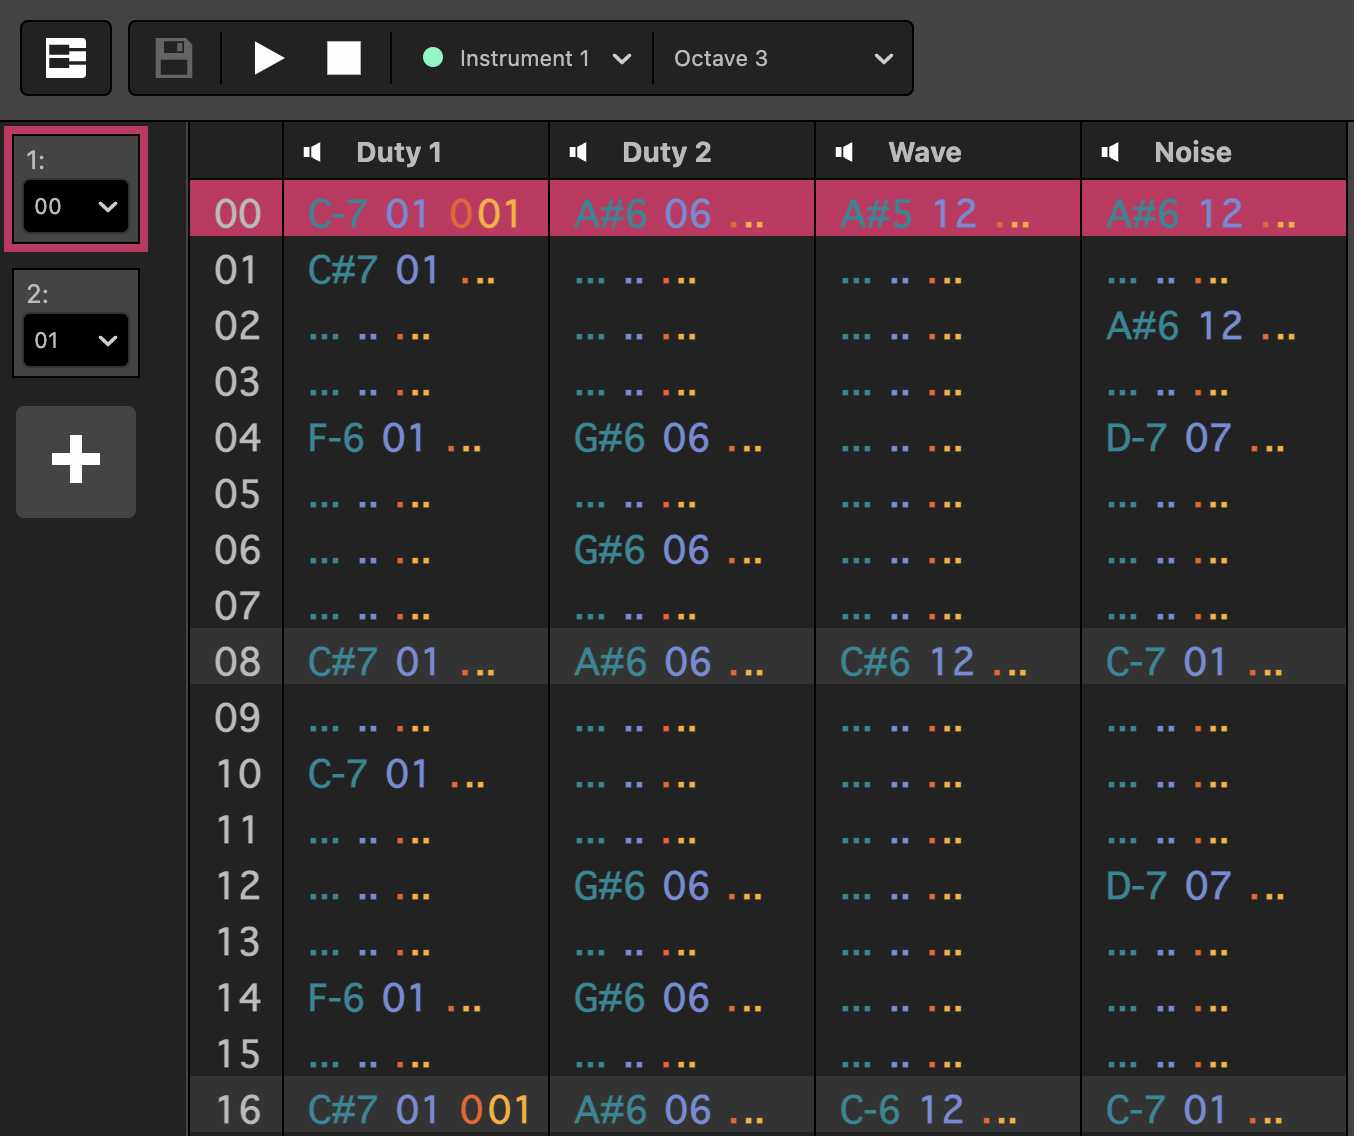 Instrument 1 Octave 3
1:
00
2:
01
Duty 1 Duty 2 Wave Noise
00 C-7 01 001 A#6 06 ... A#5 12 ... A#6 12 ...
01 C#7 01 ... ... .. ... ... .. ... ... .. ...
02 ... .. ... ... .. ... ... .. ... A#6 12 ...
03 ... .. ... ... .. ... ... .. ... ... .. ...
04 F-6 01 ... G#6 06 ... ... .. ... D-7 07 ...
05 ... .. ... ... .. ... ... .. ... ... .. ...
06 ... .. ... G#6 06 ... ... .. ... ... .. ...
07 ... .. ... ... .. ... ... .. ... ... .. ...
08 C#7 01 ... A#6 06 ... C#6 12 ... C-7 01 ...
09 ... .. ... ... .. ... ... .. ... ... .. ...
10 C-7 01 ... ... .. ... ... .. ... ... .. ...
11 ... .. ... ... .. ... ... .. ... ... .. ...
12 ... .. ... G#6 06 ... ... .. ... D-7 07 ...
13 ... .. ... ... .. ... ... .. ... ... .. ...
14 F-6 01 ... G#6 06 ... ... .. ... ... .. ...
15 ... .. ... ... .. ... ... .. ... ... .. ...
16 C#7 01 001 A#6 06 ... C-6 12 ... C-7 01 ...